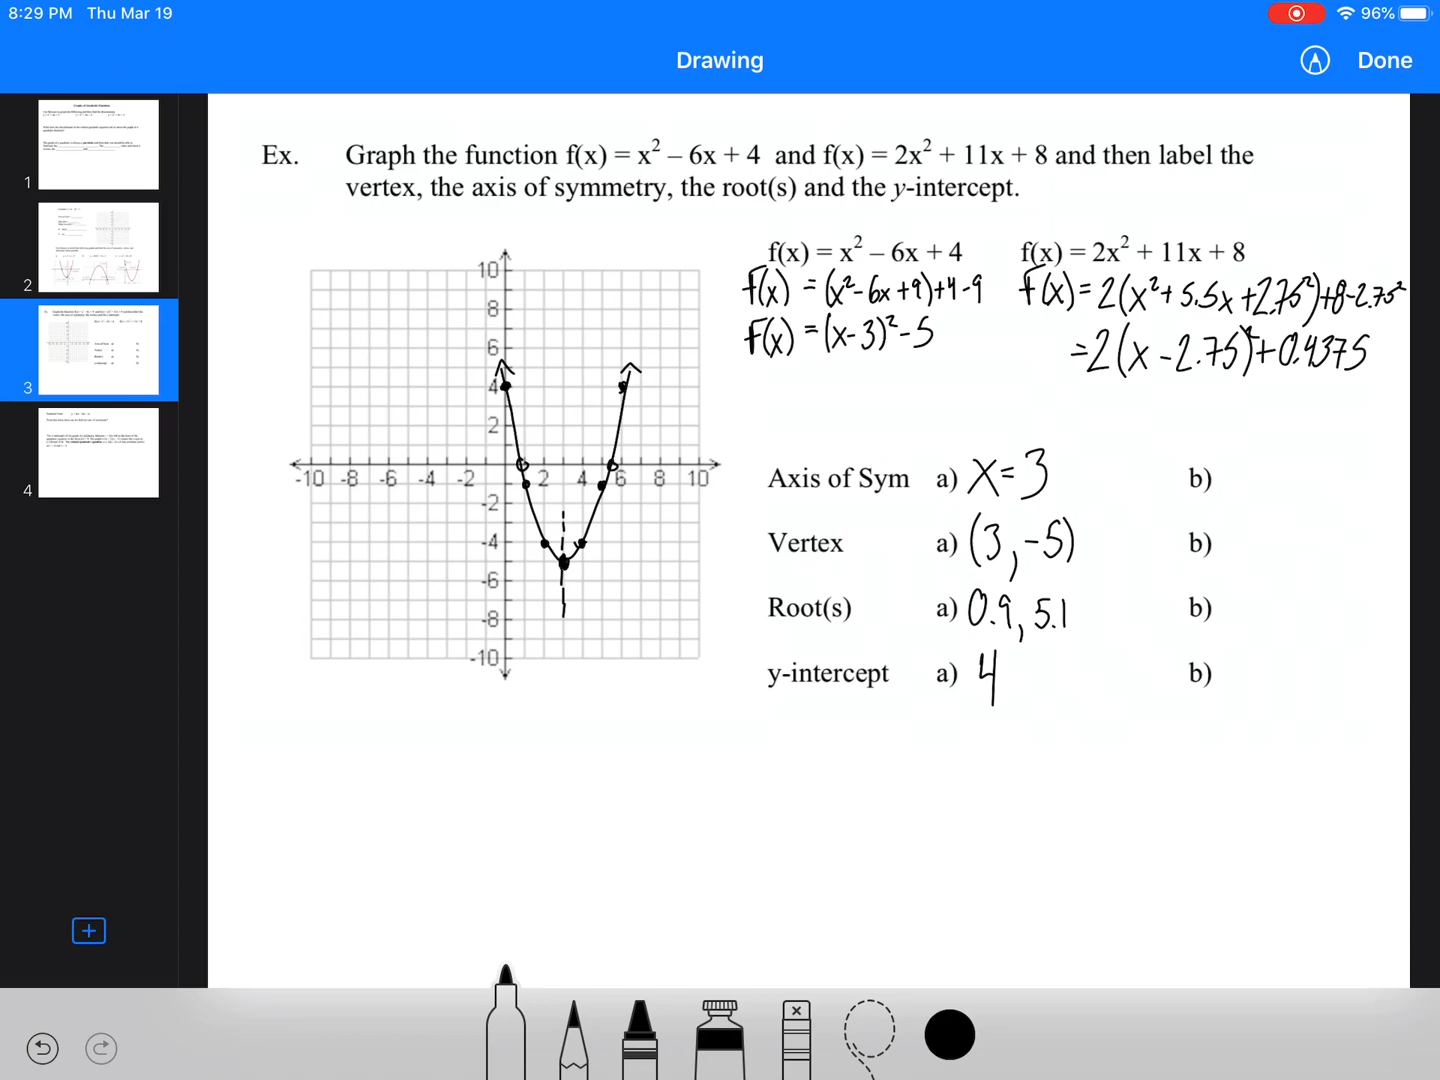 8:29 PM Thu Mar 19
96%
Drawing
Done
1
2
3
4
Ex. Graph the function f(x) = x² – 6x + 4 and f(x) = 2x² + 11x + 8 and then label the
vertex, the axis of symmetry, the root(s) and the y-intercept.
f(x) = x² – 6x + 4 f(x) = 2x² + 11x + 8
f(x) = (x² - 6x + 9) + 4 - 9 f(x) = 2(x² + 5.5x + 2.75²) + 8 - 2.75²
f(x) = (x - 3)² - 5 = 2(x - 2.75)² + 0.4375
10
8
6
4
2
-10 -8 -6 -4 -2 2 4 6 8 10
-2
-4
-6
-8
-10
Axis of Sym a) x = 3 b)
Vertex a) (3, -5) b)
Root(s) a) 0.9, 5.1 b)
y-intercept a) 4 b)